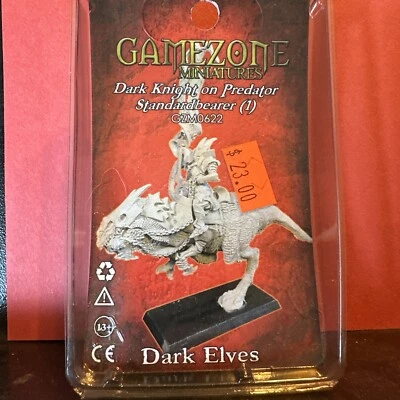 GAMEZONE
MINIATURES
Dark Knight on Predator
Standardbearer (1)
GZM0622
$ 23.00
13+
CE
Dark Elves